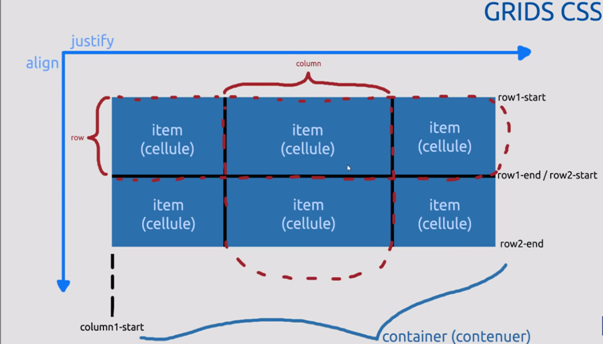 GRIDS CSS
justify
align
column
row1-start
row
item
(cellule)
item
(cellule)
item
(cellule)
row1-end / row2-start
item
(cellule)
item
(cellule)
item
(cellule)
row2-end
column1-start
container (contenuer)